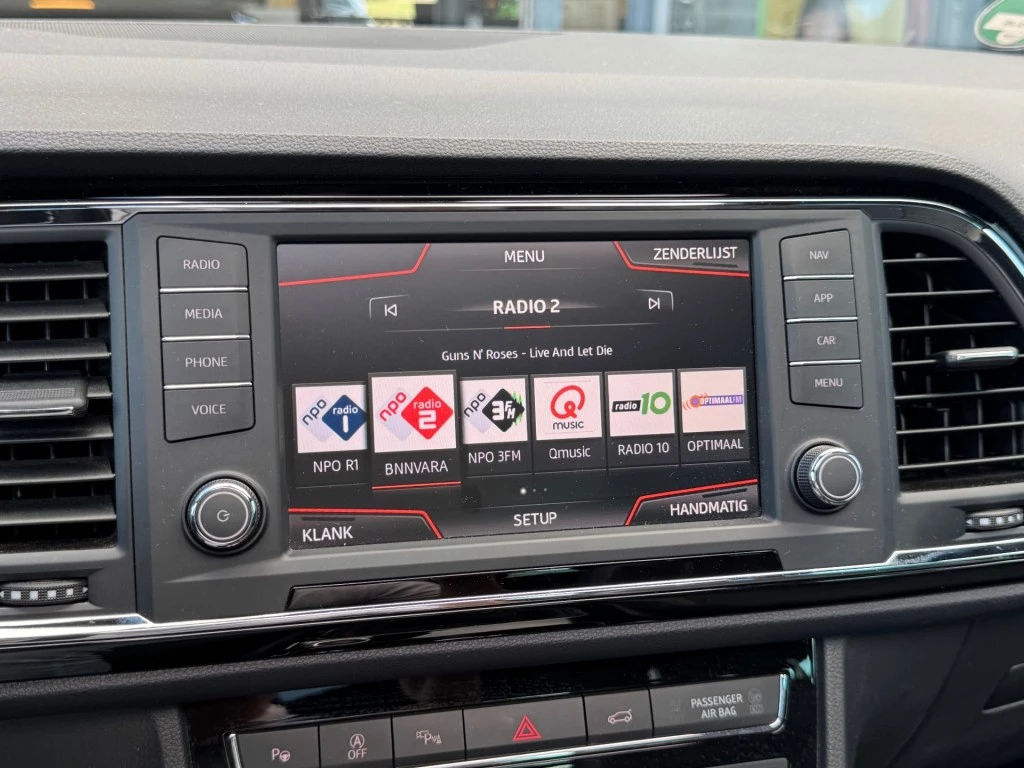 RADIO
MEDIA
PHONE
VOICE
MENU
ZENDERLIJST
RADIO 2
Guns N' Roses - Live And Let Die
npo radio 1
NPO R1
npo radio 2
BNNVARA
npo 3FM
NPO 3FM
Q MUSIC
Qmusic
radio 10
RADIO 10
OPTIMAAL FM
OPTIMAAL
KLANK
SETUP
HANDMATIG
NAV
APP
CAR
MENU
P
A OFF
P
PASSENGER
AIR BAG